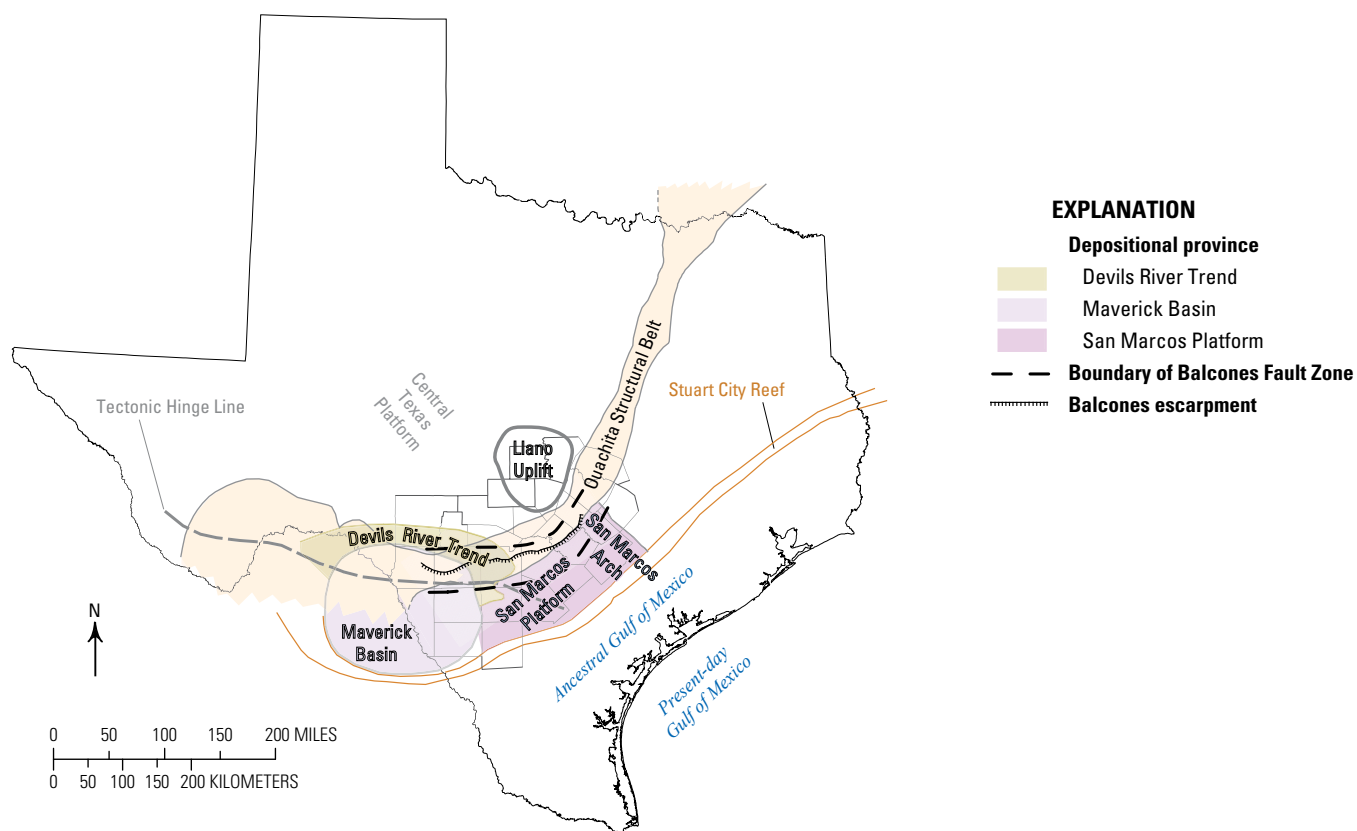 Tectonic Hinge Line
Central
Texas
Platform
Llano
Uplift
Ouachita Structural Belt
Stuart City Reef
Devils River Trend
San Marcos
Arch
San Marcos
Platform
Maverick
Basin
Ancestral Gulf of Mexico
Present-day
Gulf of Mexico
N
0 50 100 150 200 MILES
0 50 100 150 200 KILOMETERS
EXPLANATION
Depositional province
Devils River Trend
Maverick Basin
San Marcos Platform
Boundary of Balcones Fault Zone
Balcones escarpment